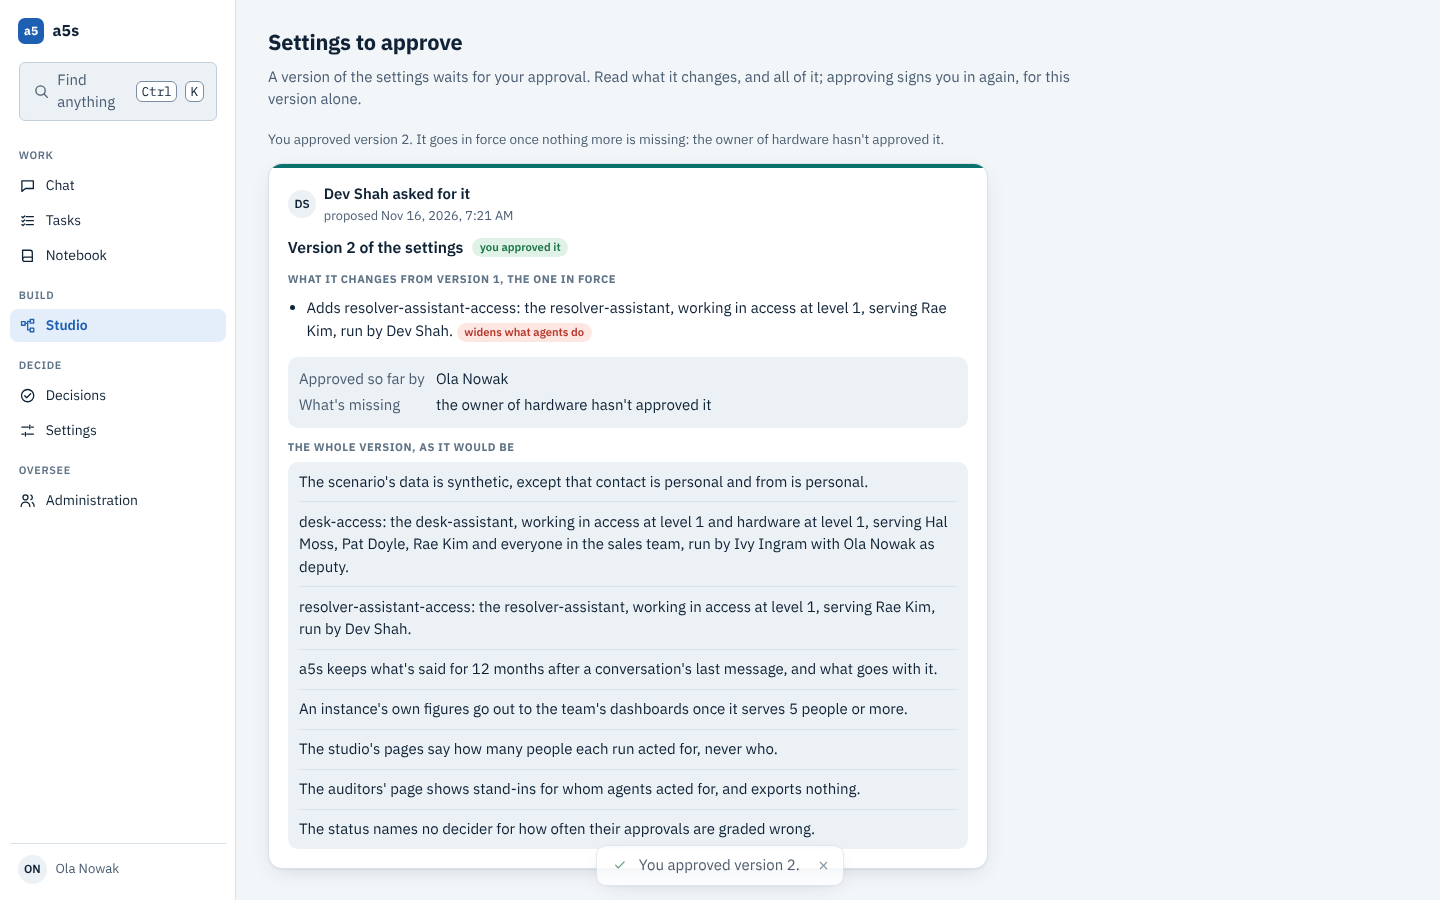 a5 a5s
Find
anything
Ctrl K
WORK
Chat
Tasks
Notebook
BUILD
Studio
DECIDE
Decisions
Settings
OVERSEE
Administration
ON Ola Nowak
Settings to approve
A version of the settings waits for your approval. Read what it changes, and all of it; approving signs you in again, for this
version alone.
You approved version 2. It goes in force once nothing more is missing: the owner of hardware hasn't approved it.
DS
Dev Shah asked for it
proposed Nov 16, 2026, 7:21 AM
Version 2 of the settings you approved it
WHAT IT CHANGES FROM VERSION 1, THE ONE IN FORCE
• Adds resolver-assistant-access: the resolver-assistant, working in access at level 1, serving Rae
Kim, run by Dev Shah. widens what agents do
Approved so far by Ola Nowak
What's missing the owner of hardware hasn't approved it
THE WHOLE VERSION, AS IT WOULD BE
The scenario's data is synthetic, except that contact is personal and from is personal.
desk-access: the desk-assistant, working in access at level 1 and hardware at level 1, serving Hal
Moss, Pat Doyle, Rae Kim and everyone in the sales team, run by Ivy Ingram with Ola Nowak as
deputy.
resolver-assistant-access: the resolver-assistant, working in access at level 1, serving Rae Kim,
run by Dev Shah.
a5s keeps what's said for 12 months after a conversation's last message, and what goes with it.
An instance's own figures go out to the team's dashboards once it serves 5 people or more.
The studio's pages say how many people each run acted for, never who.
The auditors' page shows stand-ins for whom agents acted for, and exports nothing.
The status names no decider for how often their approvals are graded wrong.
You approved version 2.